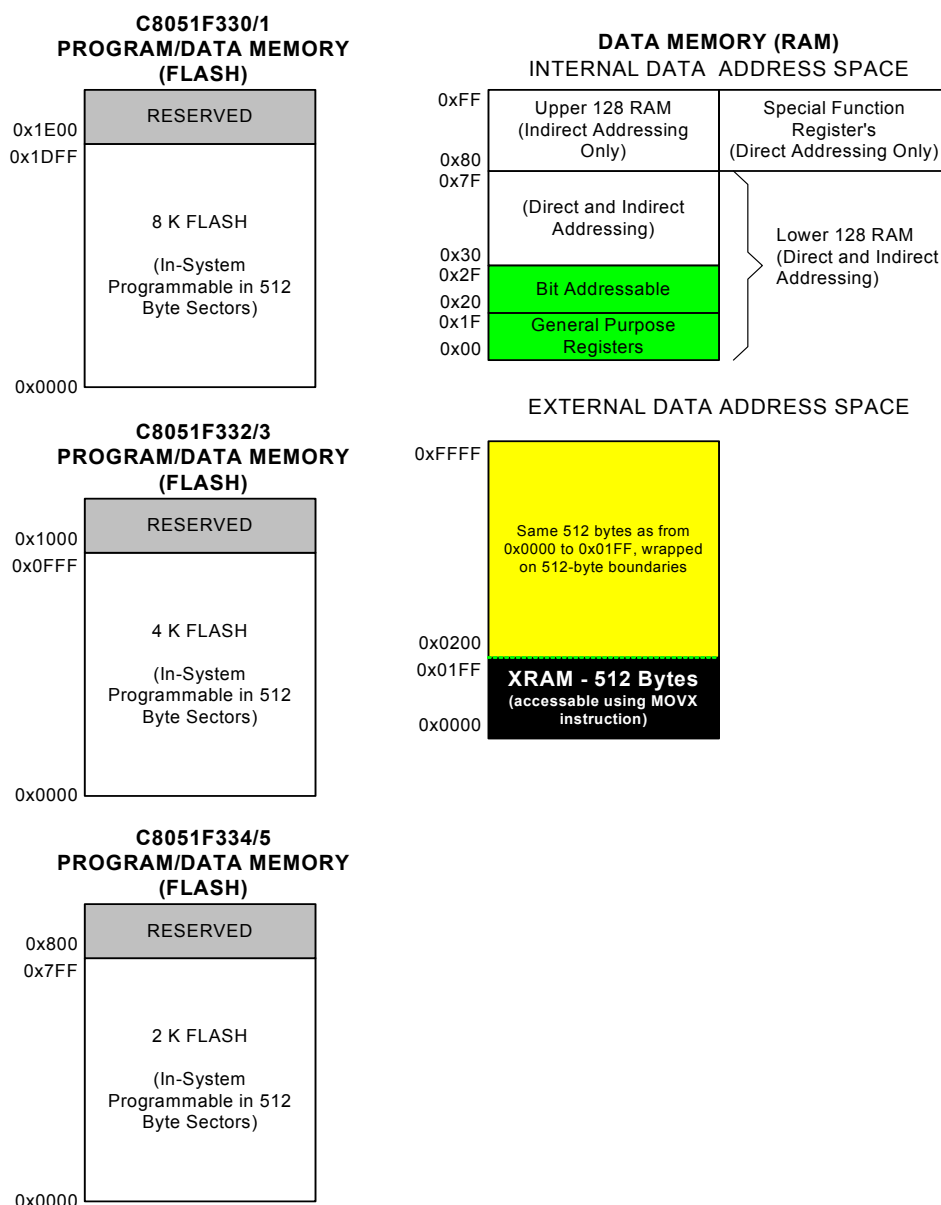 C8051F330/1
PROGRAM/DATA MEMORY
(FLASH)
RESERVED
0x1E00
0x1DFF
8 K FLASH
(In-System
Programmable in 512
Byte Sectors)
0x0000
C8051F332/3
PROGRAM/DATA MEMORY
(FLASH)
RESERVED
0x1000
0x0FFF
4 K FLASH
(In-System
Programmable in 512
Byte Sectors)
0x0000
C8051F334/5
PROGRAM/DATA MEMORY
(FLASH)
RESERVED
0x800
0x7FF
2 K FLASH
(In-System
Programmable in 512
Byte Sectors)
0x0000
DATA MEMORY (RAM)
INTERNAL DATA ADDRESS SPACE
0xFF
Upper 128 RAM
(Indirect Addressing
Only)
0x80
Special Function
Register's
(Direct Addressing Only)
0x7F
(Direct and Indirect
Addressing)
0x30
0x2F
Bit Addressable
0x20
0x1F
General Purpose
Registers
0x00
Lower 128 RAM
(Direct and Indirect
Addressing)
EXTERNAL DATA ADDRESS SPACE
0xFFFF
Same 512 bytes as from
0x0000 to 0x01FF, wrapped
on 512-byte boundaries
0x0200
0x01FF
XRAM - 512 Bytes
(accessable using MOVX
instruction)
0x0000